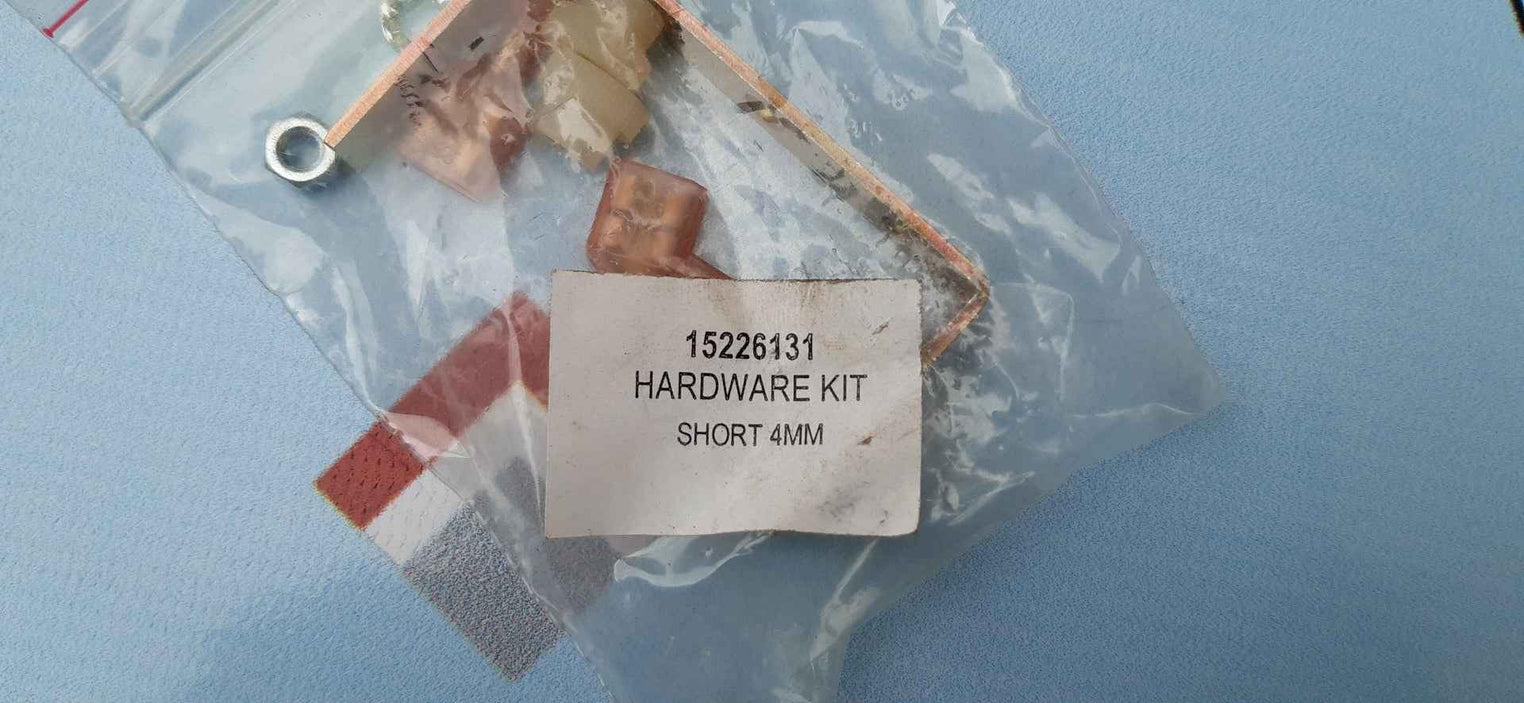 15226131
HARDWARE KIT
SHORT 4MM